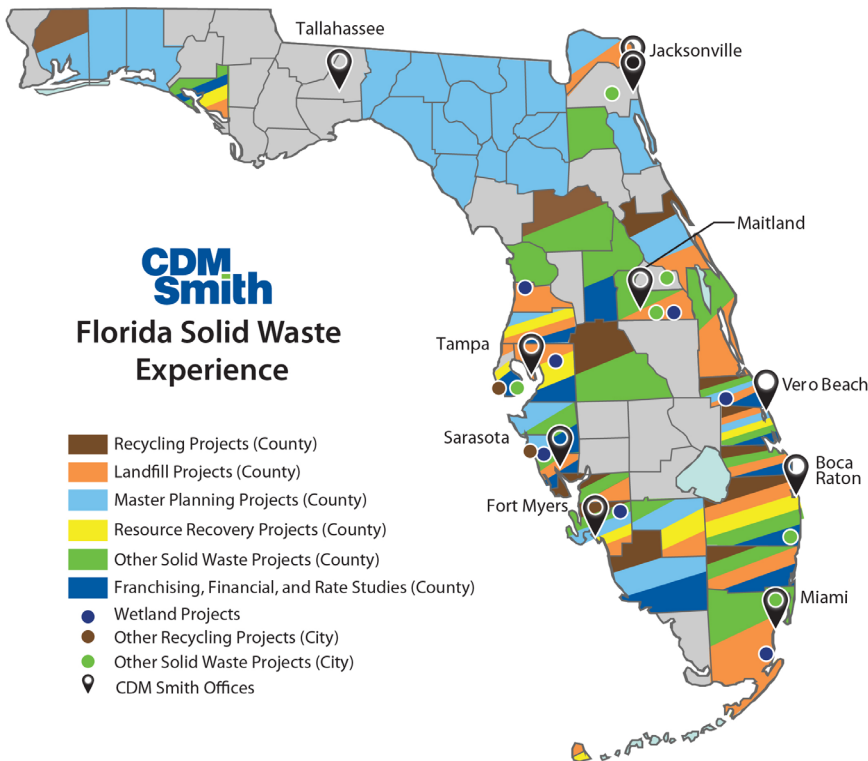 Tallahassee
Jacksonville
Maitland
CDM
Smith
Florida Solid Waste
Experience
Tampa
Vero Beach
Sarasota
Boca
Raton
Fort Myers
Miami
Recycling Projects (County)
Landfill Projects (County)
Master Planning Projects (County)
Resource Recovery Projects (County)
Other Solid Waste Projects (County)
Franchising, Financial, and Rate Studies (County)
Wetland Projects
Other Recycling Projects (City)
Other Solid Waste Projects (City)
CDM Smith Offices